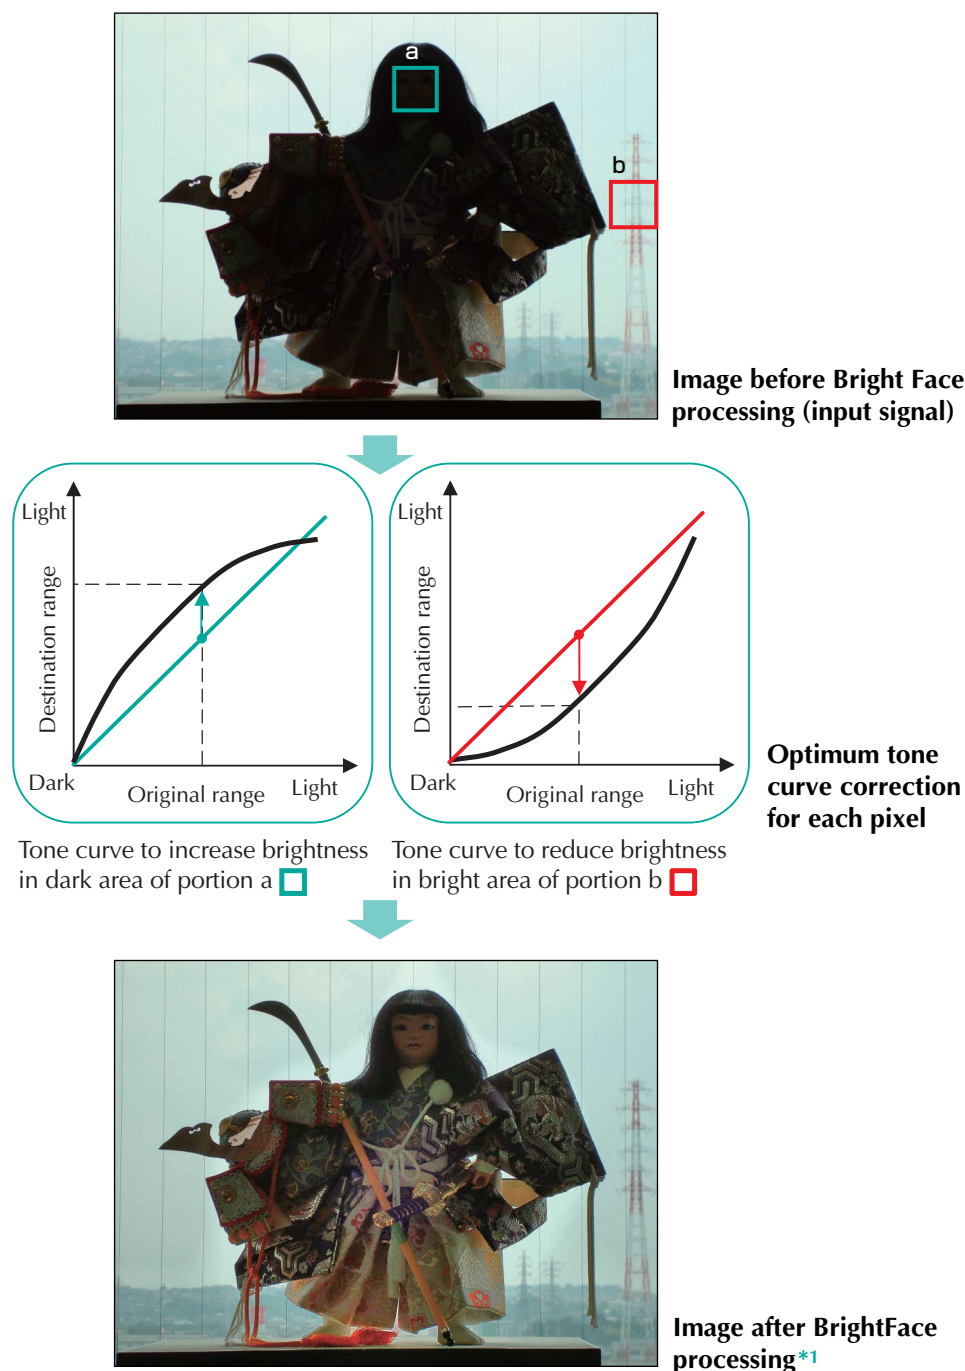 a
b
Image before Bright Face
processing (input signal)
Light
Destination range
Dark
Original range
Light
Light
Destination range
Dark
Original range
Light
Optimum tone
curve correction
for each pixel
Tone curve to increase brightness
in dark area of portion a
Tone curve to reduce brightness
in bright area of portion b
Image after BrightFace
processing*1